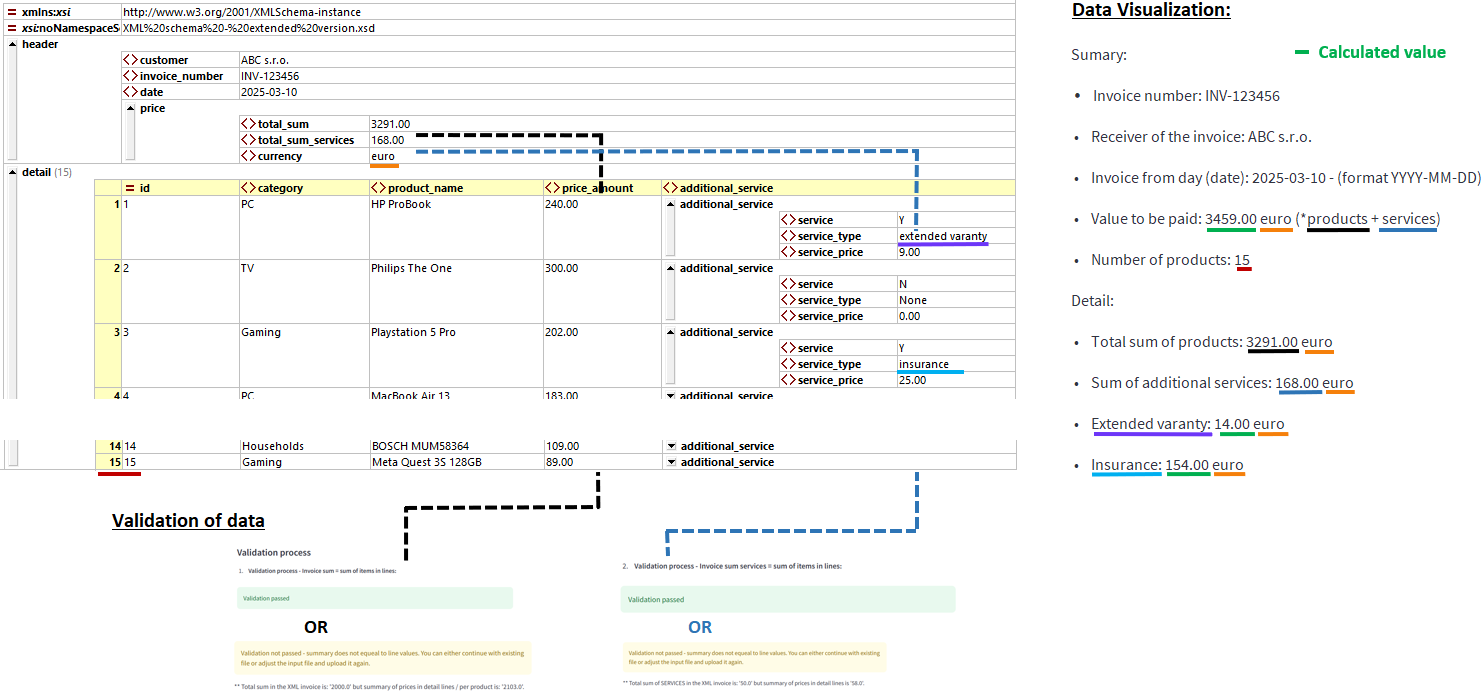 xmlns:xsi http://www.w3.org/2001/XMLSchema-instance
xsi:noNamespaceS XML%20schema%20-%20extended%20version.xsd
header
customer ABC s.r.o.
invoice_number INV-123456
date 2025-03-10
price
total_sum 3291.00
total_sum_services 168.00
currency euro
detail (15)
id category product_name price_amount additional_service
1 1 PC HP ProBook 240.00 additional_service
service Y
service_type extended varanty
service_price 9.00
2 2 TV Philips The One 300.00 additional_service
service N
service_type None
service_price 0.00
3 3 Gaming Playstation 5 Pro 202.00 additional_service
service Y
service_type insurance
service_price 25.00
4 4 PC MacBook Air 13 183.00 additional_service
14 14 Households BOSCH MUM58364 109.00 additional_service
15 15 Gaming Meta Quest 3S 128GB 89.00 additional_service
Data Visualization:
Calculated value
Sumary:
• Invoice number: INV-123456
• Receiver of the invoice: ABC s.r.o.
• Invoice from day (date): 2025-03-10 - (format YYYY-MM-DD)
• Value to be paid: 3459.00 euro (*products + services)
• Number of products: 15
Detail:
• Total sum of products: 3291.00 euro
• Sum of additional services: 168.00 euro
• Extended varanty: 14.00 euro
• Insurance: 154.00 euro
Validation of data
Validation process
1. Validation process - Invoice sum = sum of items in lines:
Validation passed
OR
Validation not passed - summary does not equeal to line values. You can either continue with existing
file or adjust the input file and upload it again.
** Total sum in the XML invoice is: '2000.0' but summary of prices in detail lines / per product is: '2103.0'.
2. Validation process - Invoice sum services = sum of items in lines:
Validation passed
OR
Validation not passed - summary does not equeal to line values. You can either continue with existing
file or adjust the input file and upload it again.
** Total sum of SERVICES in the XML invoice is: '50.0' but summary of prices in detail lines is '58.0'.